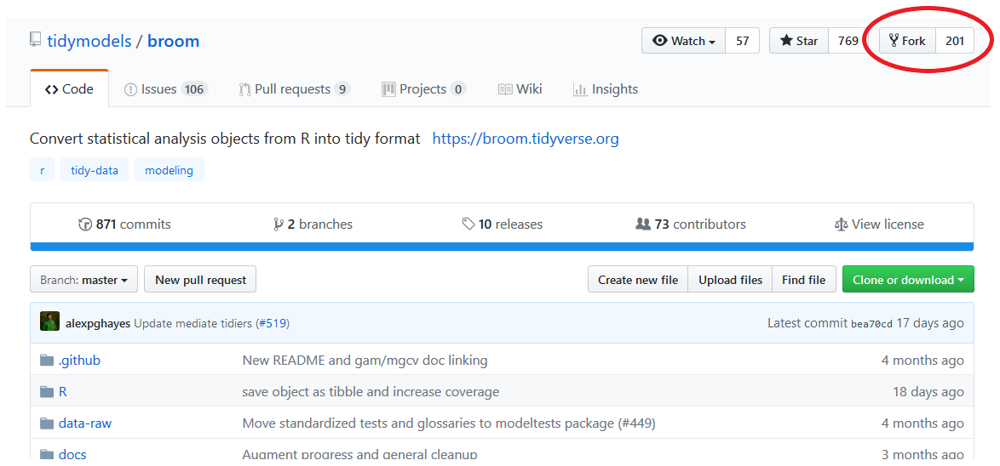 tidymodels / broom
Watch 57 Star 769 Fork 201
Code Issues 106 Pull requests 9 Projects 0 Wiki Insights
Convert statistical analysis objects from R into tidy format https://broom.tidyverse.org
r tidy-data modeling
871 commits 2 branches 10 releases 73 contributors View license
Branch: master New pull request Create new file Upload files Find file Clone or download
alexpghayes Update mediate tidiers (#519) Latest commit bea70cd 17 days ago
.github New README and gam/mgcv doc linking 4 months ago
R save object as tibble and increase coverage 18 days ago
data-raw Move standardized tests and glossaries to modeltests package (#449) 4 months ago
docs Augment progress and general cleanup 3 months ago